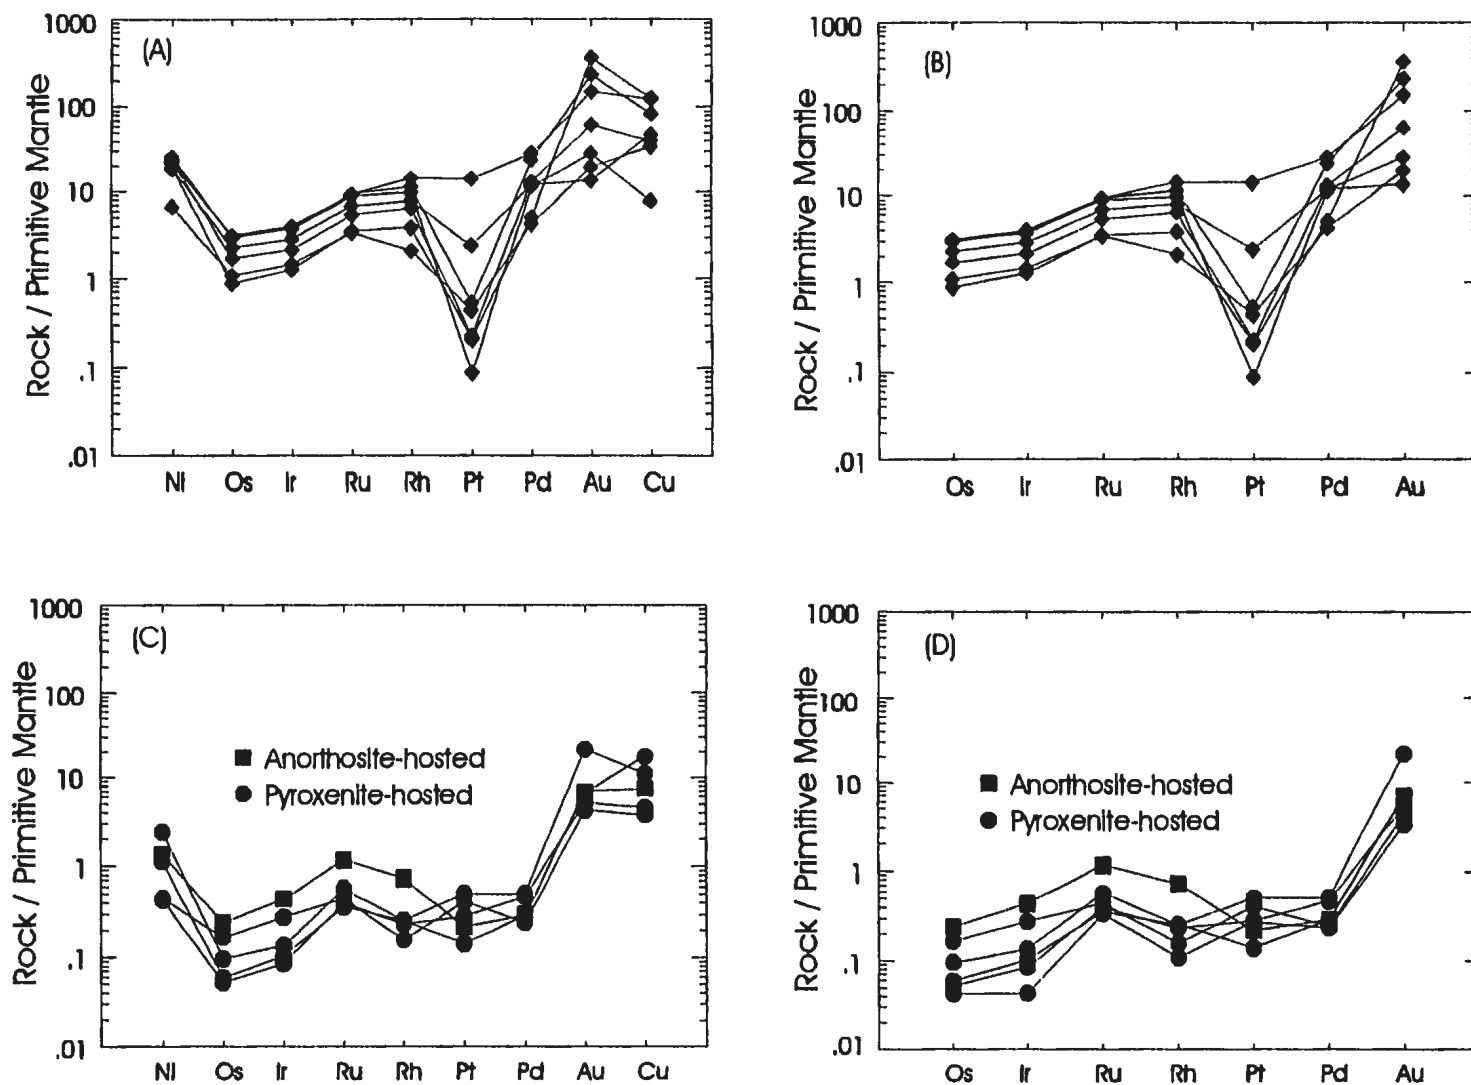 (A)
Rock / Primitive Mantle
1000
100
10
1
.1
.01
Ni Os Ir Ru Rh Pt Pd Au Cu
(B)
Rock / Primitive Mantle
1000
100
10
1
.1
.01
Os Ir Ru Rh Pt Pd Au
(C)
Rock / Primitive Mantle
1000
100
10
1
0.1
.01
Anorthosite-hosted
Pyroxenite-hosted
Ni Os Ir Ru Rh Pt Pd Au Cu
(D)
Rock / Primitive Mantle
1000
100
10
1
0.1
.01
Anorthosite-hosted
Pyroxenite-hosted
Os Ir Ru Rh Pt Pd Au